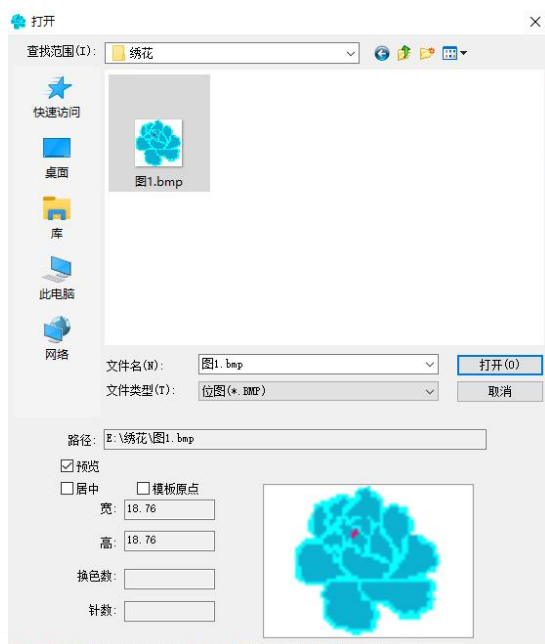 打开
查找范围(I): 绣花
快速访问
桌面
库
此电脑
网络
图1.bmp
文件名(N): 图1.bmp 打开(O)
文件类型(T): 位图(*.BMP) 取消
路径: E:\绣花\图1.bmp
预览
居中 模板原点
宽: 18.76
高: 18.76
换色数:
针数: